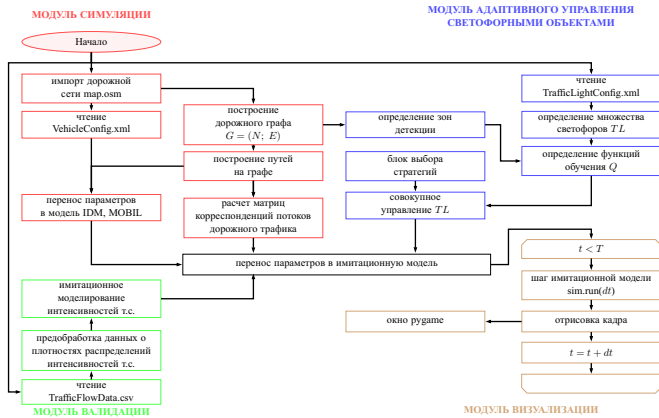 МОДУЛЬ СИМУЛЯЦИИ
МОДУЛЬ АДАПТИВНОГО УПРАВЛЕНИЯ
СВЕТОФОРНЫМИ ОБЪЕКТАМИ
Начало
импорт дорожной
сети map.osm
чтение
VehicleConfig.xml
построение
дорожного графа
G = (N; E)
построение путей
на графе
перенос параметров
в модель IDM, MOBIL
расчет матриц
корреспонденций потоков
дорожного трафика
определение зон
детекции
блок выбора
стратегий
совокупное
управление TL
чтение
TrafficLightConfig.xml
определение множества
светофоров TL
определение функций
обучения Q
перенос параметров в имитационную модель
t < T
шаг имитационной модели
sim.run(dt)
отрисовка кадра
окно pygame
t = t + dt
имитационное
моделирование
интенсивностей т.с.
предобработка данных о
плотностях распределений
интенсивностей т.с.
чтение
TrafficFlowData.csv
МОДУЛЬ ВАЛИДАЦИИ
МОДУЛЬ ВИЗУАЛИЗАЦИИ